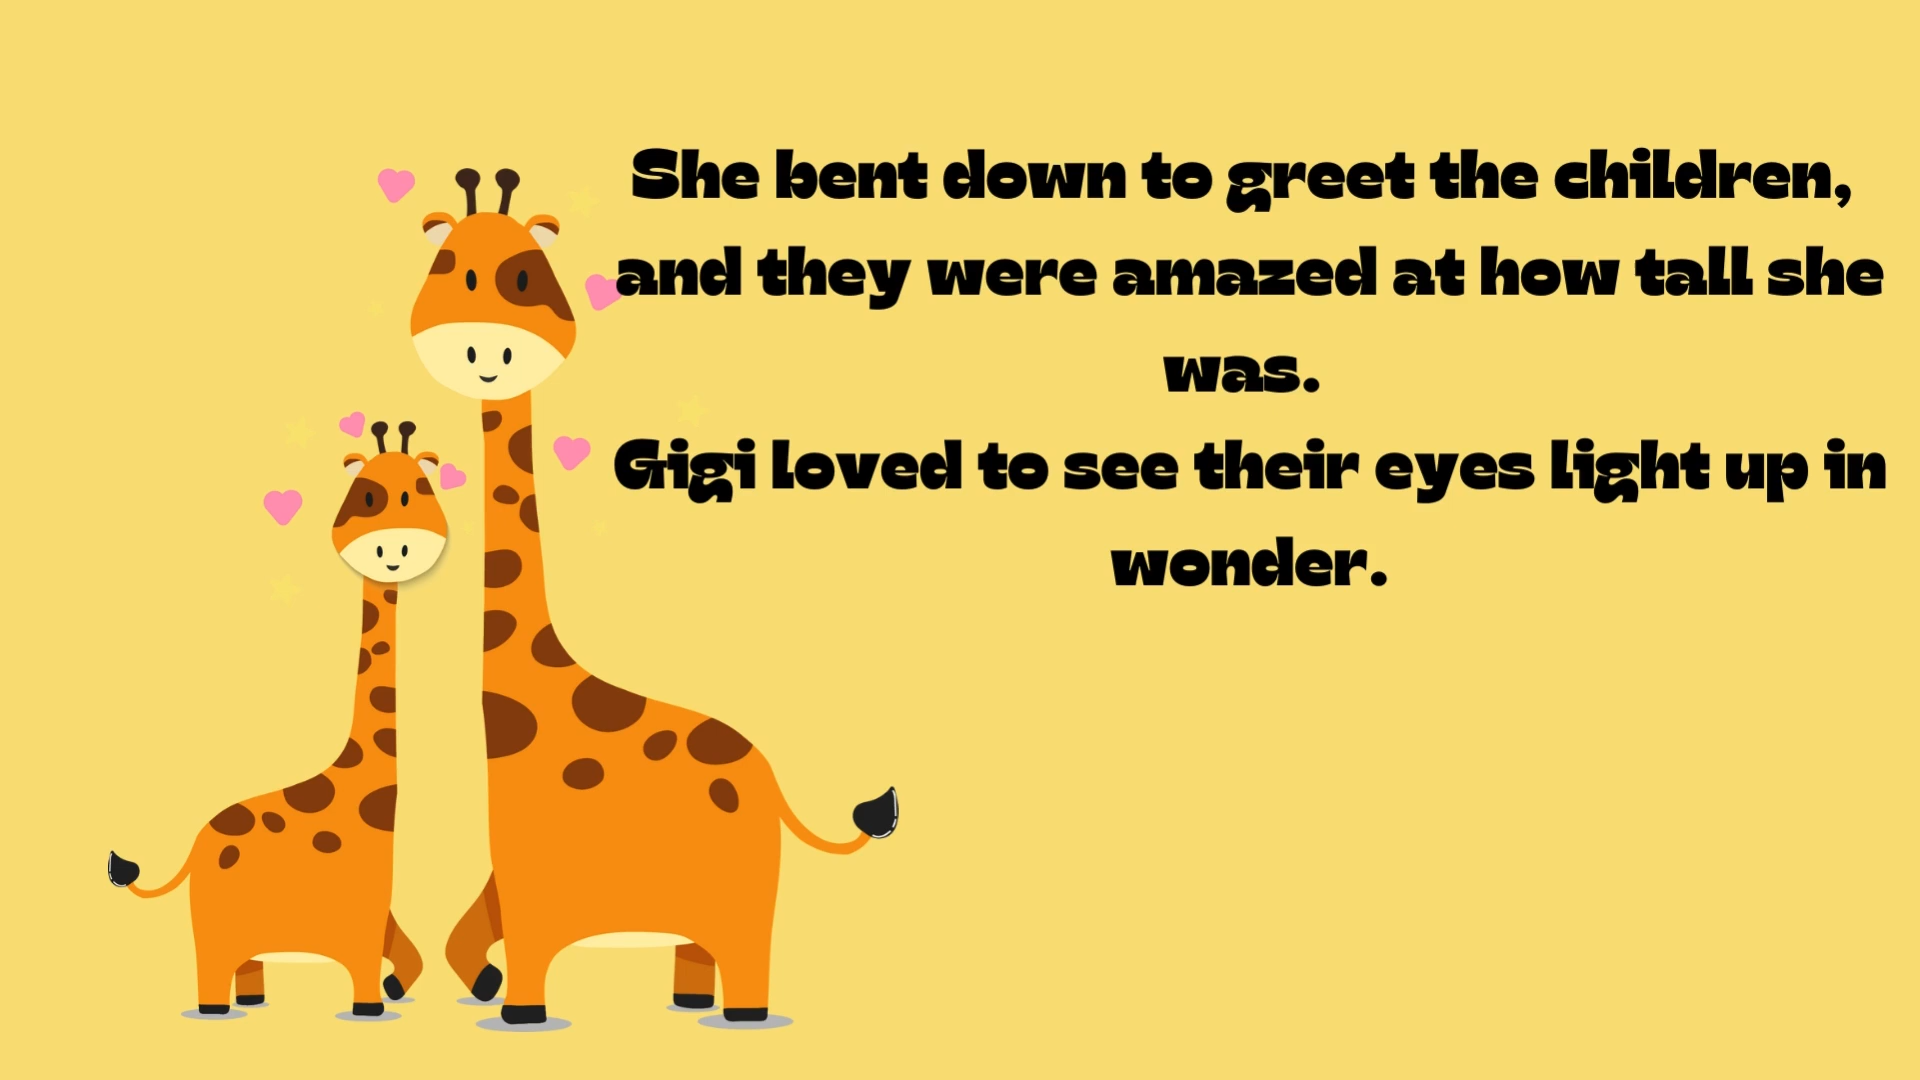 She bent down to greet the children,
and they were amazed at how tall she
was.
Gigi loved to see their eyes light up in
wonder.